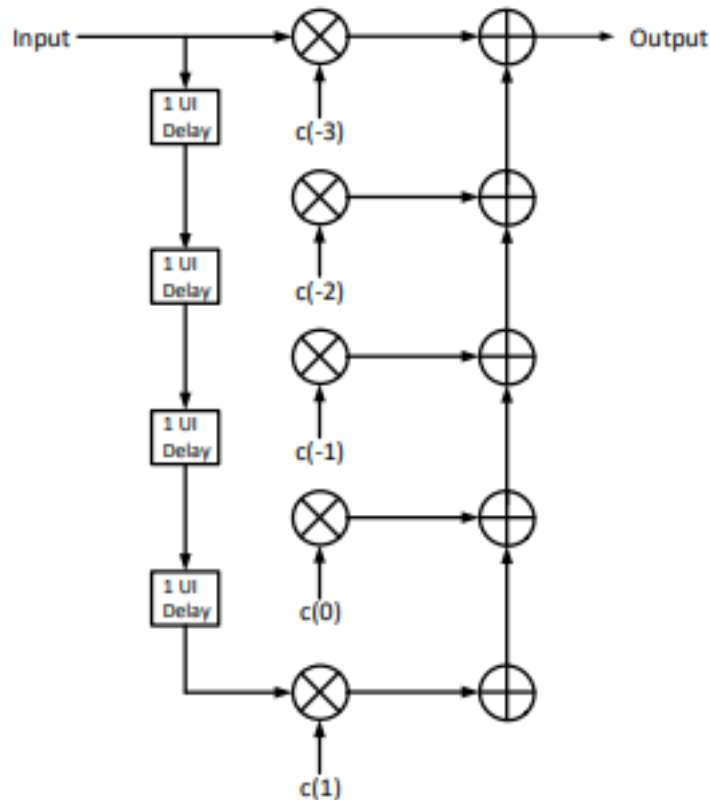 Input
Output
1 UI
Delay
c(-3)
1 UI
Delay
c(-2)
1 UI
Delay
c(-1)
1 UI
Delay
c(0)
c(1)